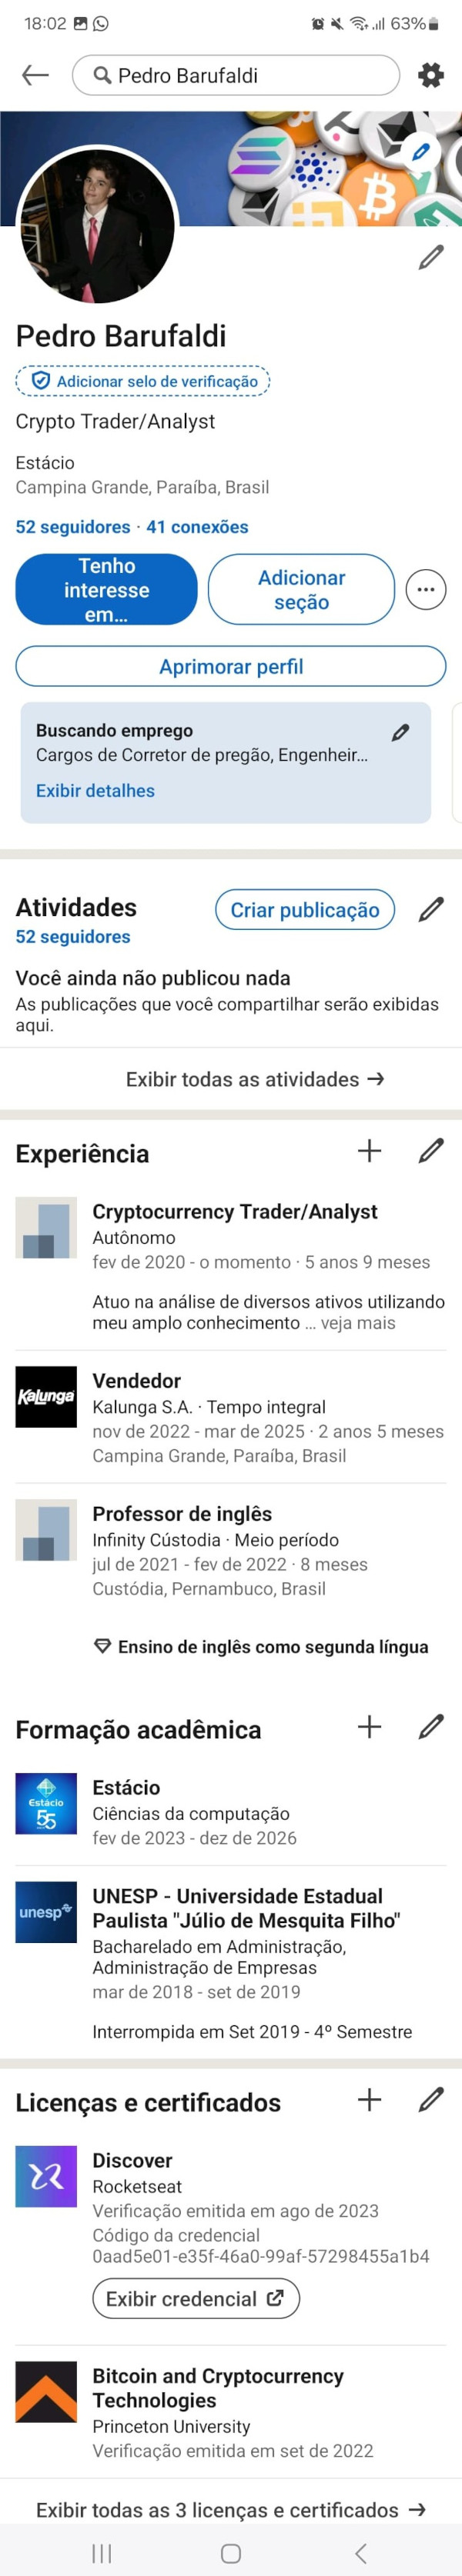 18:02
63%
Pedro Barufaldi
Pedro Barufaldi
Adicionar selo de verificação
Crypto Trader/Analyst
Estácio
Campina Grande, Paraíba, Brasil
52 seguidores · 41 conexões
Tenho
interesse
em...
Adicionar
seção
Aprimorar perfil
Buscando emprego
Cargos de Corretor de pregão, Engenheir...
Exibir detalhes
Atividades
Criar publicação
52 seguidores
Você ainda não publicou nada
As publicações que você compartilhar serão exibidas
aqui.
Exibir todas as atividades →
Experiência
Cryptocurrency Trader/Analyst
Autônomo
fev de 2020 - o momento · 5 anos 9 meses
Atuo na análise de diversos ativos utilizando
meu amplo conhecimento ... veja mais
Kalunga
Vendedor
Kalunga S.A. · Tempo integral
nov de 2022 - mar de 2025 · 2 anos 5 meses
Campina Grande, Paraíba, Brasil
Professor de inglês
Infinity Cústodia · Meio período
jul de 2021 - fev de 2022 · 8 meses
Custódia, Pernambuco, Brasil
Ensino de inglês como segunda língua
Formação acadêmica
Estácio
55
Estácio
Ciências da computação
fev de 2023 - dez de 2026
unesp
UNESP - Universidade Estadual
Paulista "Júlio de Mesquita Filho"
Bacharelado em Administração,
Administração de Empresas
mar de 2018 - set de 2019
Interrompida em Set 2019 - 4º Semestre
Licenças e certificados
Discover
Rocketseat
Verificação emitida em ago de 2023
Código da credencial
0aad5e01-e35f-46a0-99af-57298455a1b4
Exibir credencial
Bitcoin and Cryptocurrency
Technologies
Princeton University
Verificação emitida em set de 2022
Exibir todas as 3 licenças e certificados →